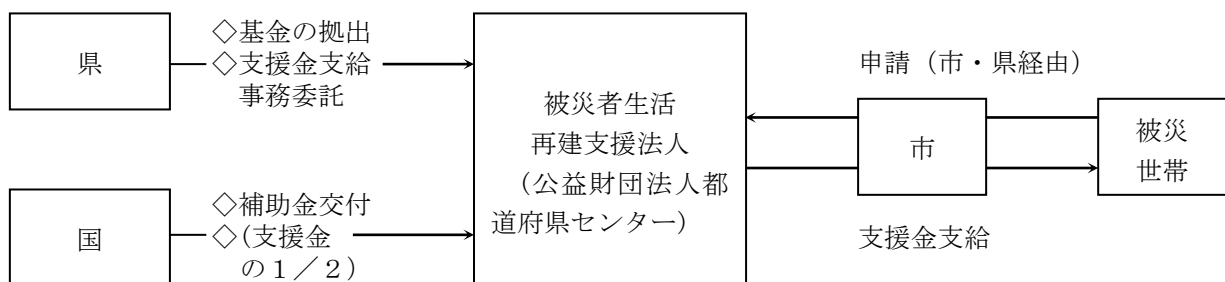 県
◇基金の拠出
◇支援金支給
事務委託
国
◇補助金交付
◇(支援金
の1／2）
被災者生活
再建支援法人
（公益財団法人都
道府県センター）
申請（市・県経由）
市
支援金支給
被災
世帯